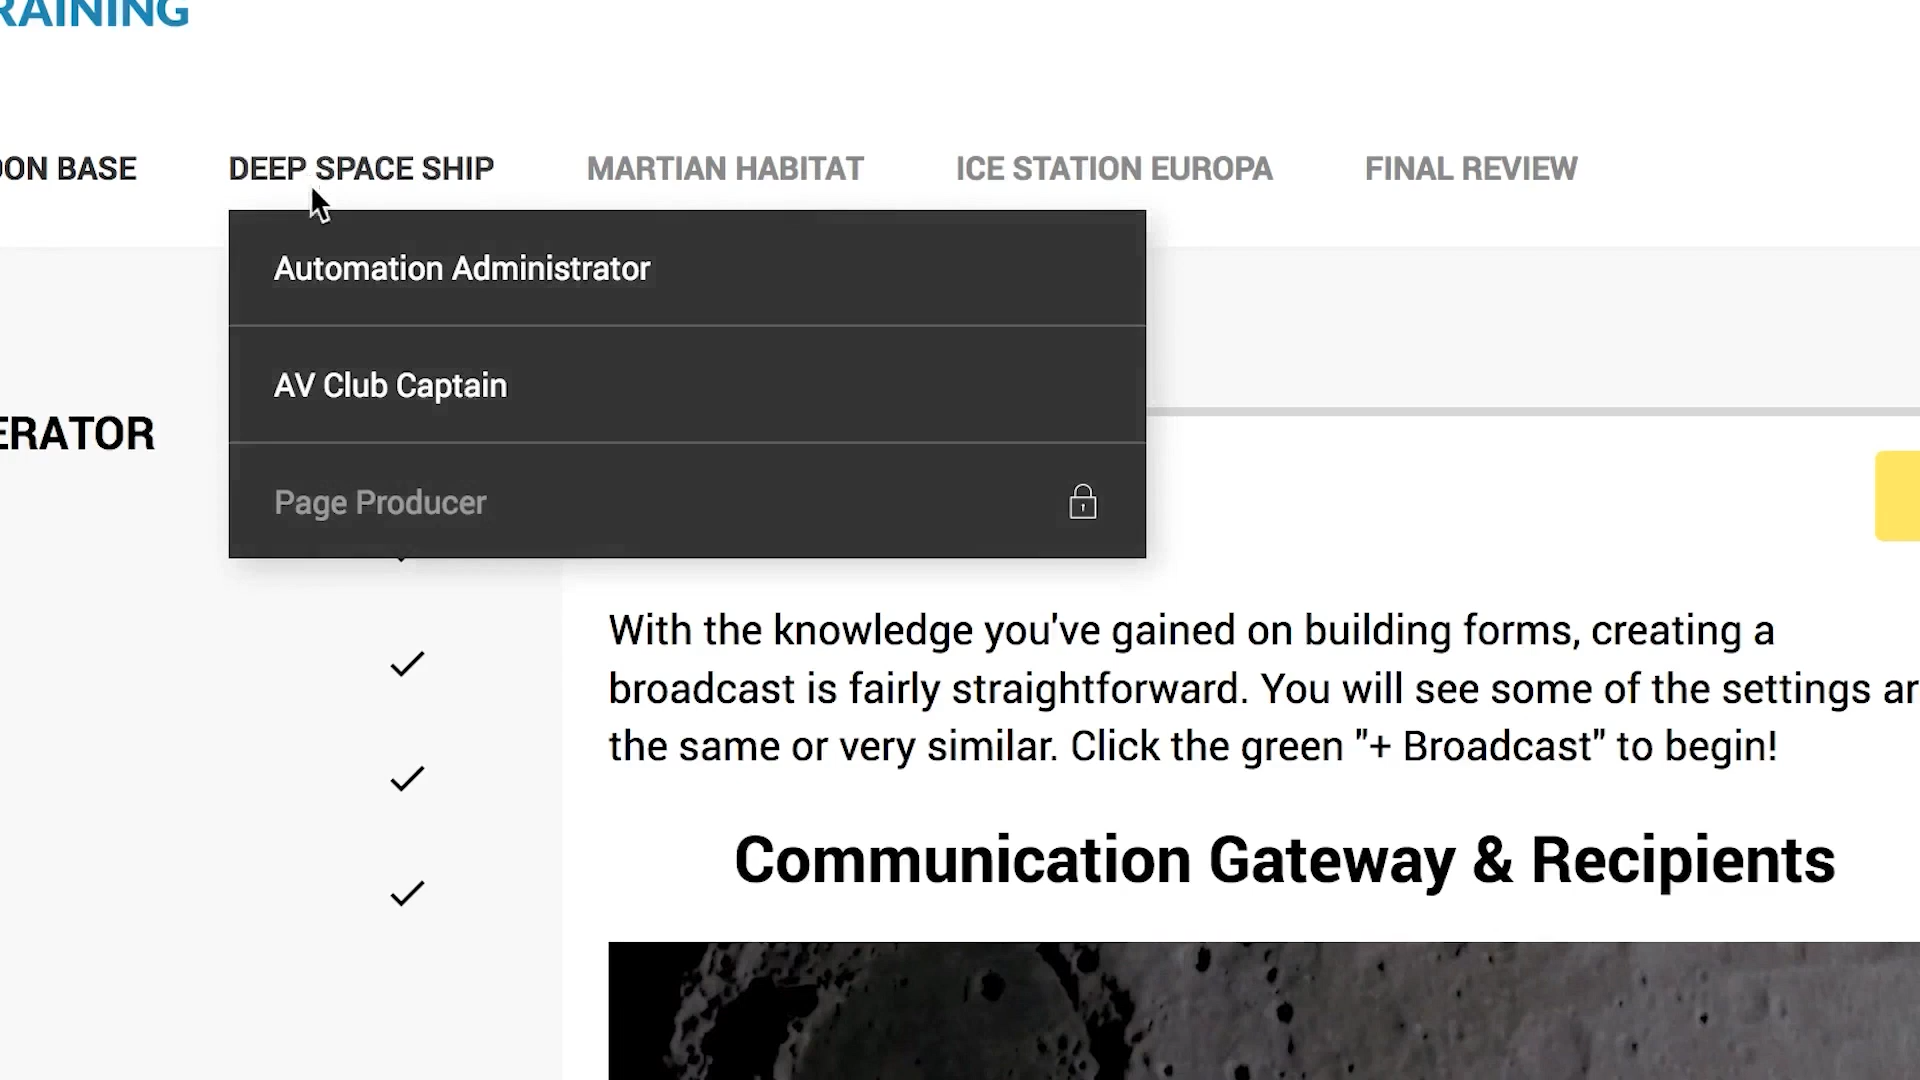 RAINING
OON BASE
DEEP SPACE SHIP
MARTIAN HABITAT
ICE STATION EUROPA
FINAL REVIEW
Automation Administrator
AV Club Captain
ERATOR
Page Producer
With the knowledge you've gained on building forms, creating a
broadcast is fairly straightforward. You will see some of the settings ar
the same or very similar. Click the green "+ Broadcast" to begin!
Communication Gateway & Recipients